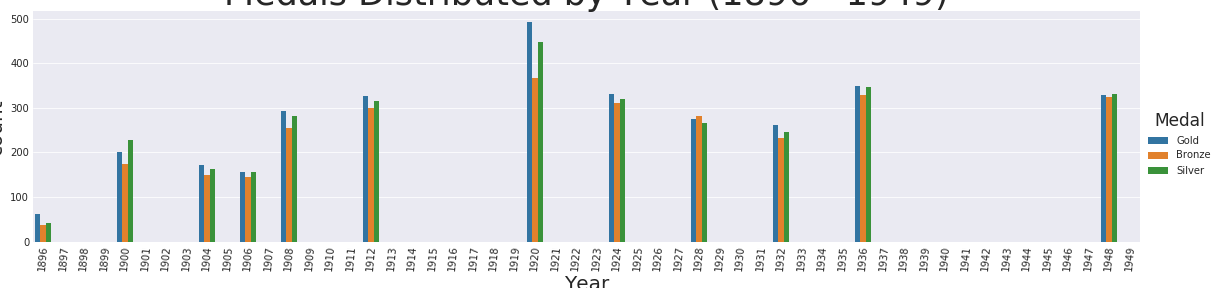 Medals Distributed by Year (1896 - 1949)
500
400
300
200
100
0
count
1896 1897 1898 1899 1900 1901 1902 1903 1904 1905 1906 1907 1908 1909 1910 1911 1912 1913 1914 1915 1916 1917 1918 1919 1920 1921 1922 1923 1924 1925 1926 1927 1928 1929 1930 1931 1932 1933 1934 1935 1936 1937 1938 1939 1940 1941 1942 1943 1944 1945 1946 1947 1948 1949
Year
Medal
Gold
Bronze
Silver